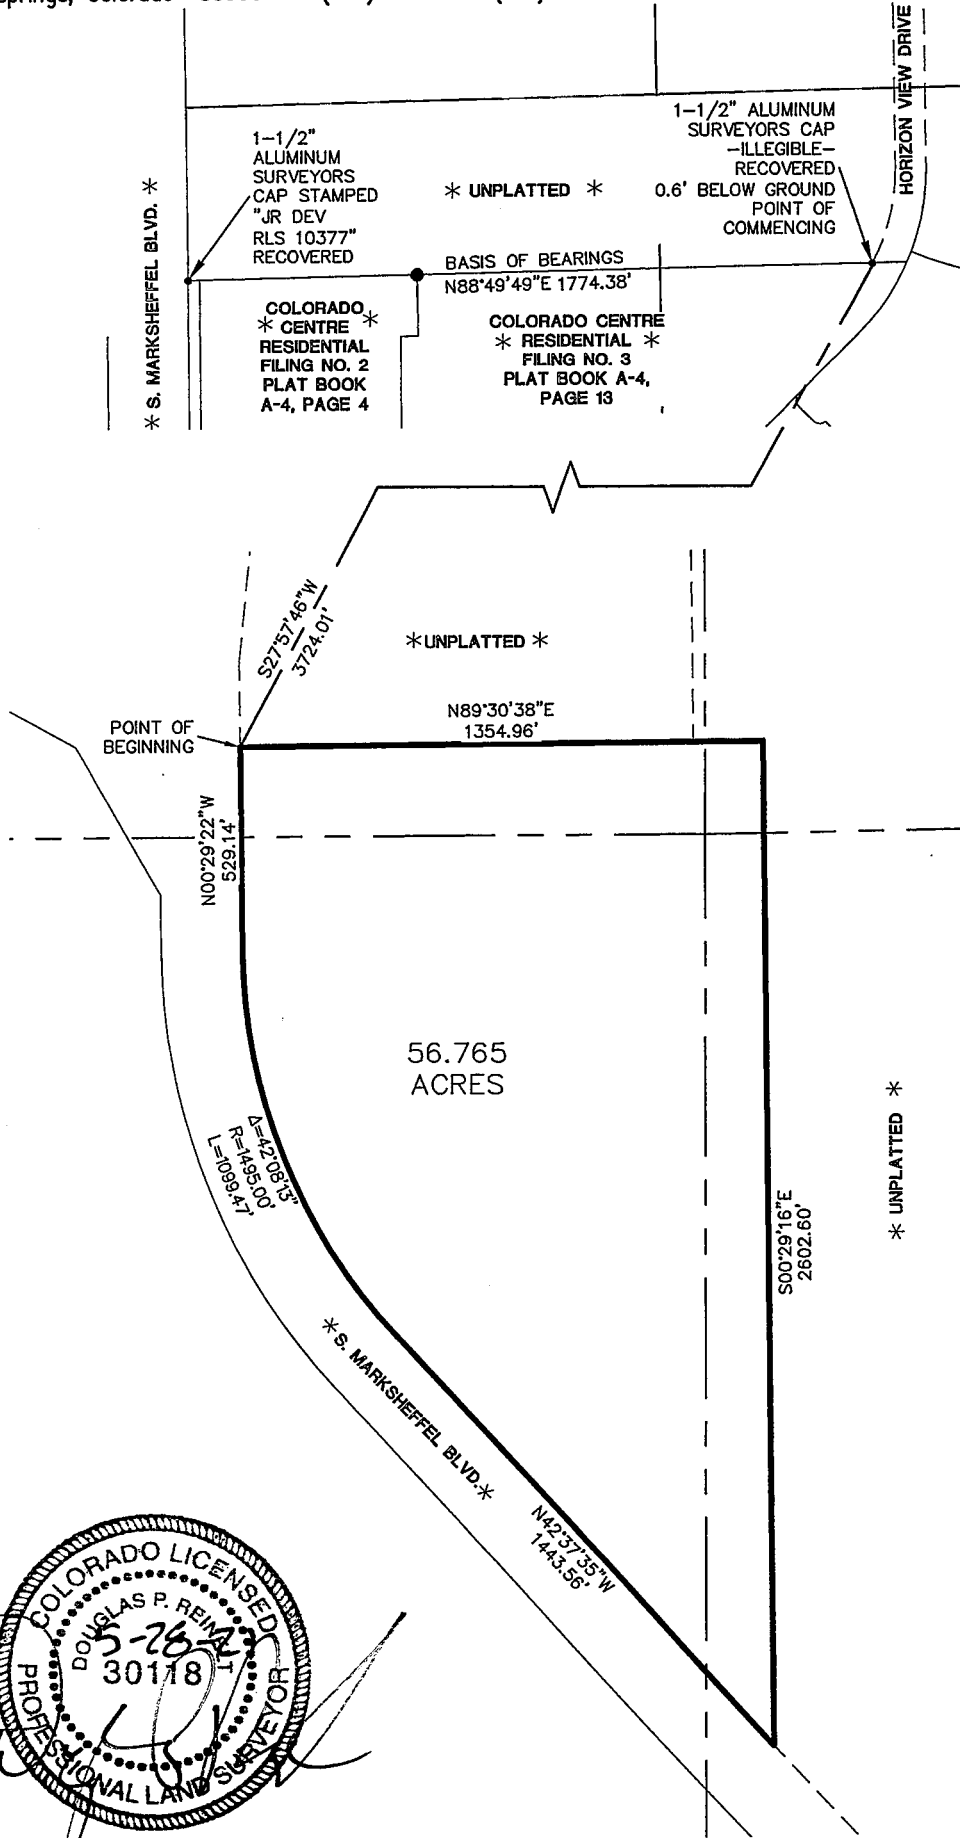 Springs, Colorado
HORIZON VIEW DRIVE
1-1/2"
ALUMINUM
SURVEYORS
CAP STAMPED
"JR DEV
RLS 10377"
RECOVERED
* UNPLATTED *
1-1/2" ALUMINUM
SURVEYORS CAP
-ILLEGIBLE-
RECOVERED
0.6' BELOW GROUND
POINT OF
COMMENCING
* S. MARKSHEFFEL BLVD. *
BASIS OF BEARINGS
N88°49'49"E 1774.38'
COLORADO
* CENTRE *
RESIDENTIAL
FILING NO. 2
PLAT BOOK
A-4, PAGE 4
COLORADO CENTRE
* RESIDENTIAL *
FILING NO. 3
PLAT BOOK A-4,
PAGE 13
S27°57'46"W
3724.01'
*UNPLATTED *
POINT OF
BEGINNING
N89°30'38"E
1354.96'
N00°29'22"W
529.14'
56.765
ACRES
Δ=42°08'13"
R=1495.00'
L=1099.47'
* UNPLATTED *
S00°29'16"E
2602.60'
*S. MARKSHEFFEL BLVD.*
N42°37'35"W
1443.56'
COLORADO LICENSED
DOUGLAS P.
30118
PROFESSIONAL LAND SURVEYOR